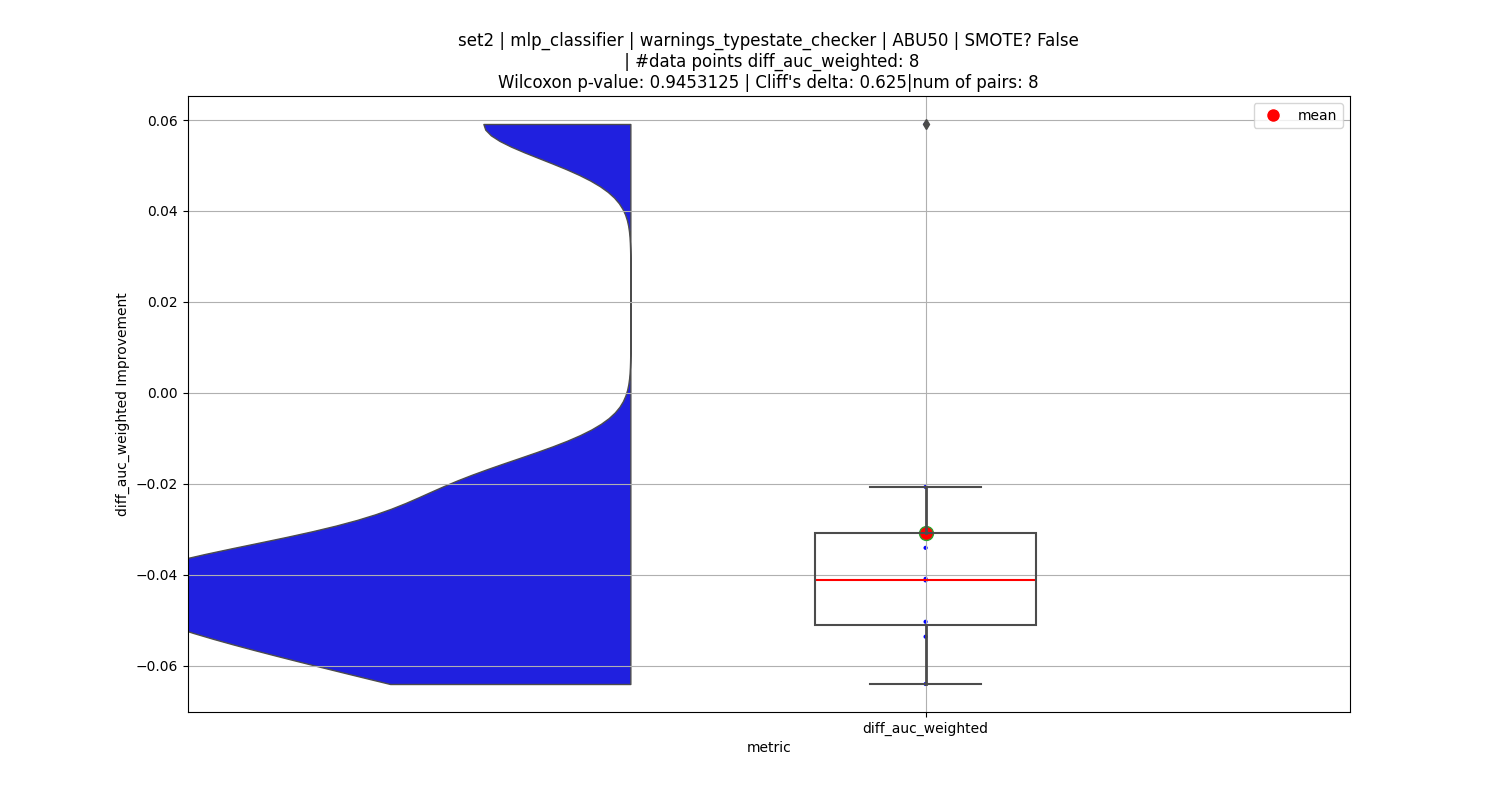 set2 | mlp_classifier | warnings_typestate_checker | ABU50 | SMOTE? False
| #data points diff_auc_weighted: 8
Wilcoxon p-value: 0.9453125 | Cliff's delta: 0.625|num of pairs: 8
mean
0.06
0.04
0.02
0.00
−0.02
−0.04
−0.06
diff_auc_weighted Improvement
diff_auc_weighted
metric